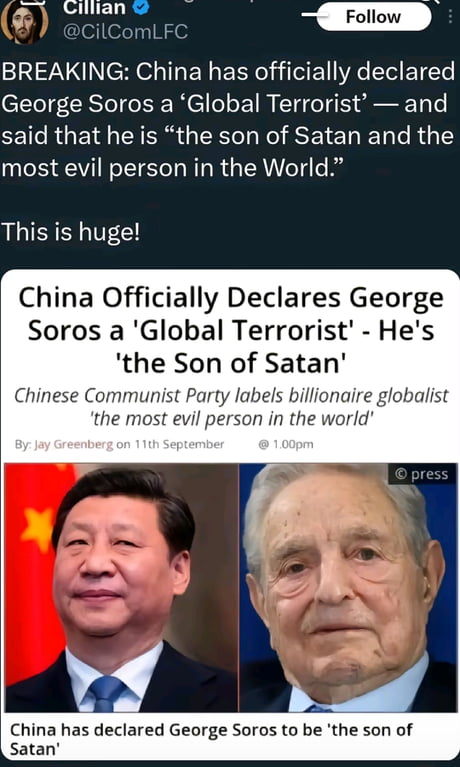 Cillian
@CilComLFC
Follow
BREAKING: China has officially declared
George Soros a ‘Global Terrorist’ — and
said that he is “the son of Satan and the
most evil person in the World.”
This is huge!
China Officially Declares George
Soros a 'Global Terrorist' - He's
'the Son of Satan'
Chinese Communist Party labels billionaire globalist
'the most evil person in the world'
By: Jay Greenberg on 11th September @ 1.00pm
© press
China has declared George Soros to be 'the son of
Satan'